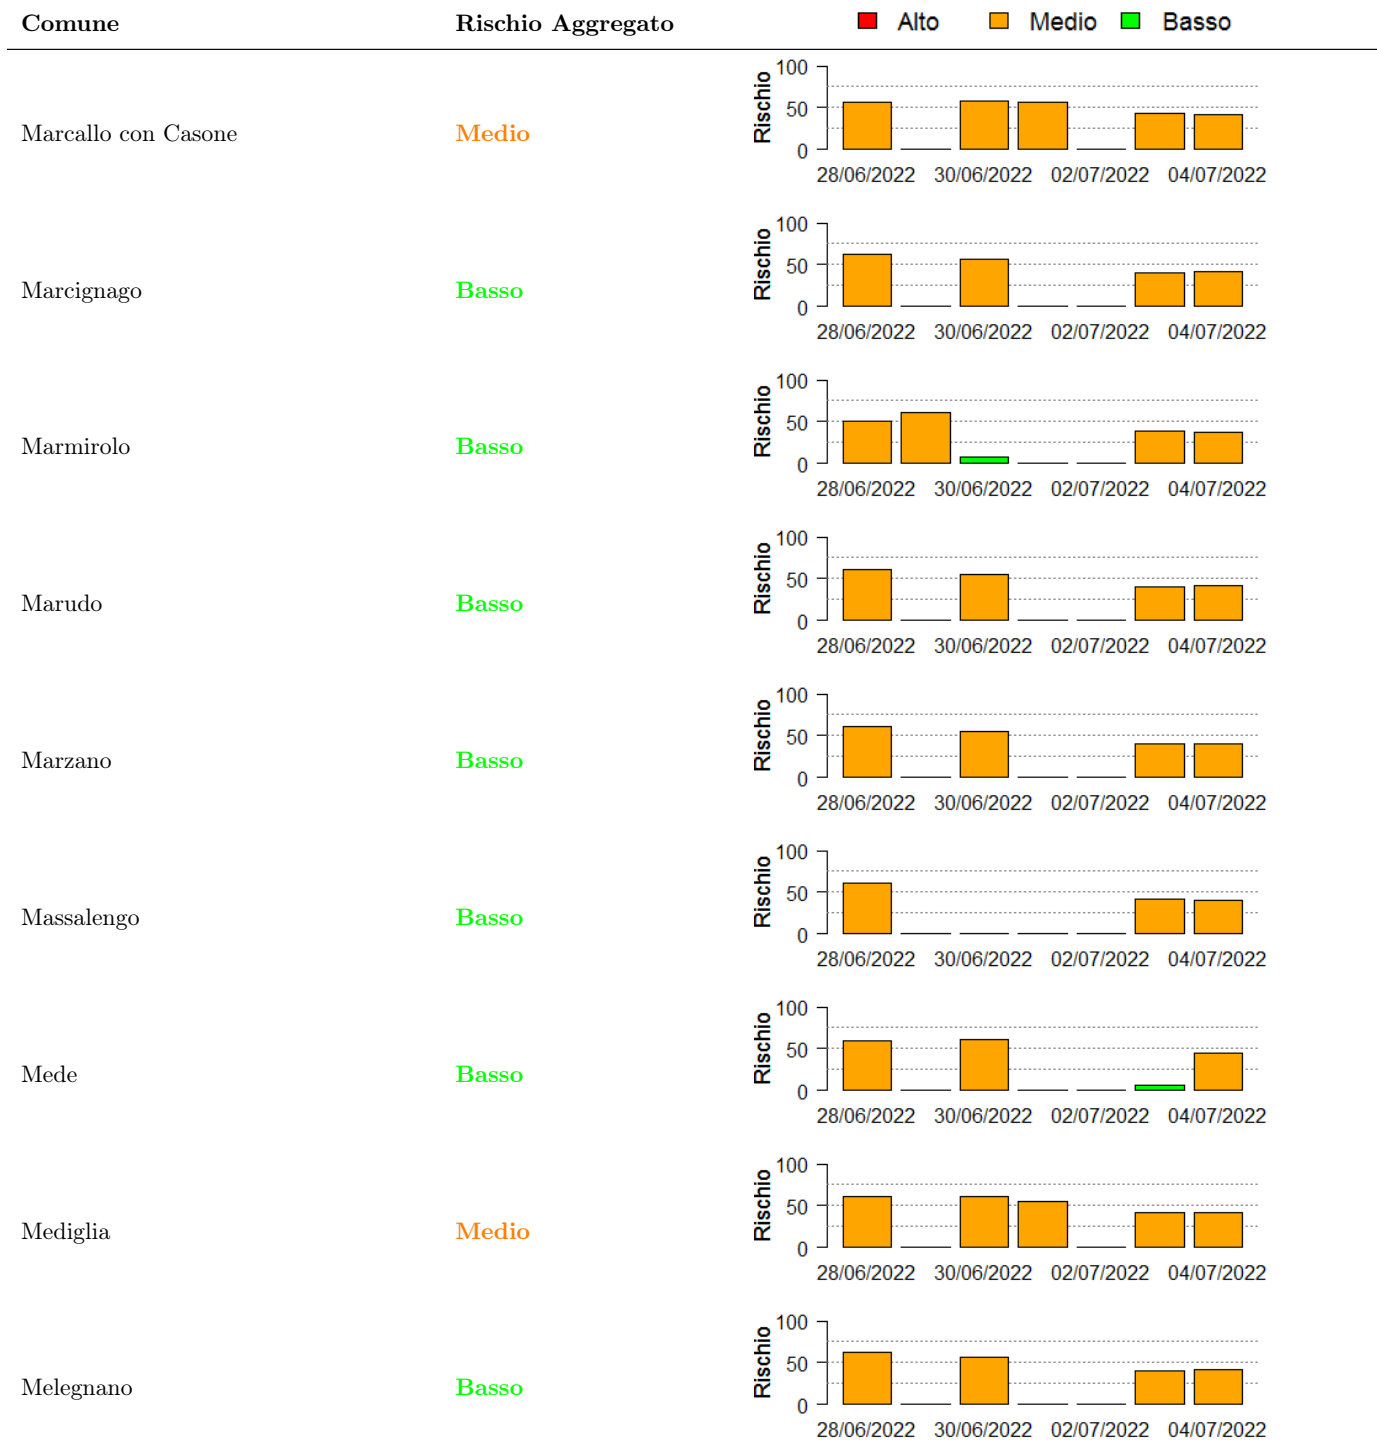 Comune Rischio Aggregato Alto Medio Basso
Marcallo con Casone Medio
Rischio
100
50
0
28/06/2022 30/06/2022 02/07/2022 04/07/2022
Marcignago Basso
Rischio
100
50
0
28/06/2022 30/06/2022 02/07/2022 04/07/2022
Marmirolo Basso
Rischio
100
50
0
28/06/2022 30/06/2022 02/07/2022 04/07/2022
Marudo Basso
Rischio
100
50
0
28/06/2022 30/06/2022 02/07/2022 04/07/2022
Marzano Basso
Rischio
100
50
0
28/06/2022 30/06/2022 02/07/2022 04/07/2022
Massalengo Basso
Rischio
100
50
0
28/06/2022 30/06/2022 02/07/2022 04/07/2022
Mede Basso
Rischio
100
50
0
28/06/2022 30/06/2022 02/07/2022 04/07/2022
Mediglia Medio
Rischio
100
50
0
28/06/2022 30/06/2022 02/07/2022 04/07/2022
Melegnano Basso
Rischio
100
50
0
28/06/2022 30/06/2022 02/07/2022 04/07/2022